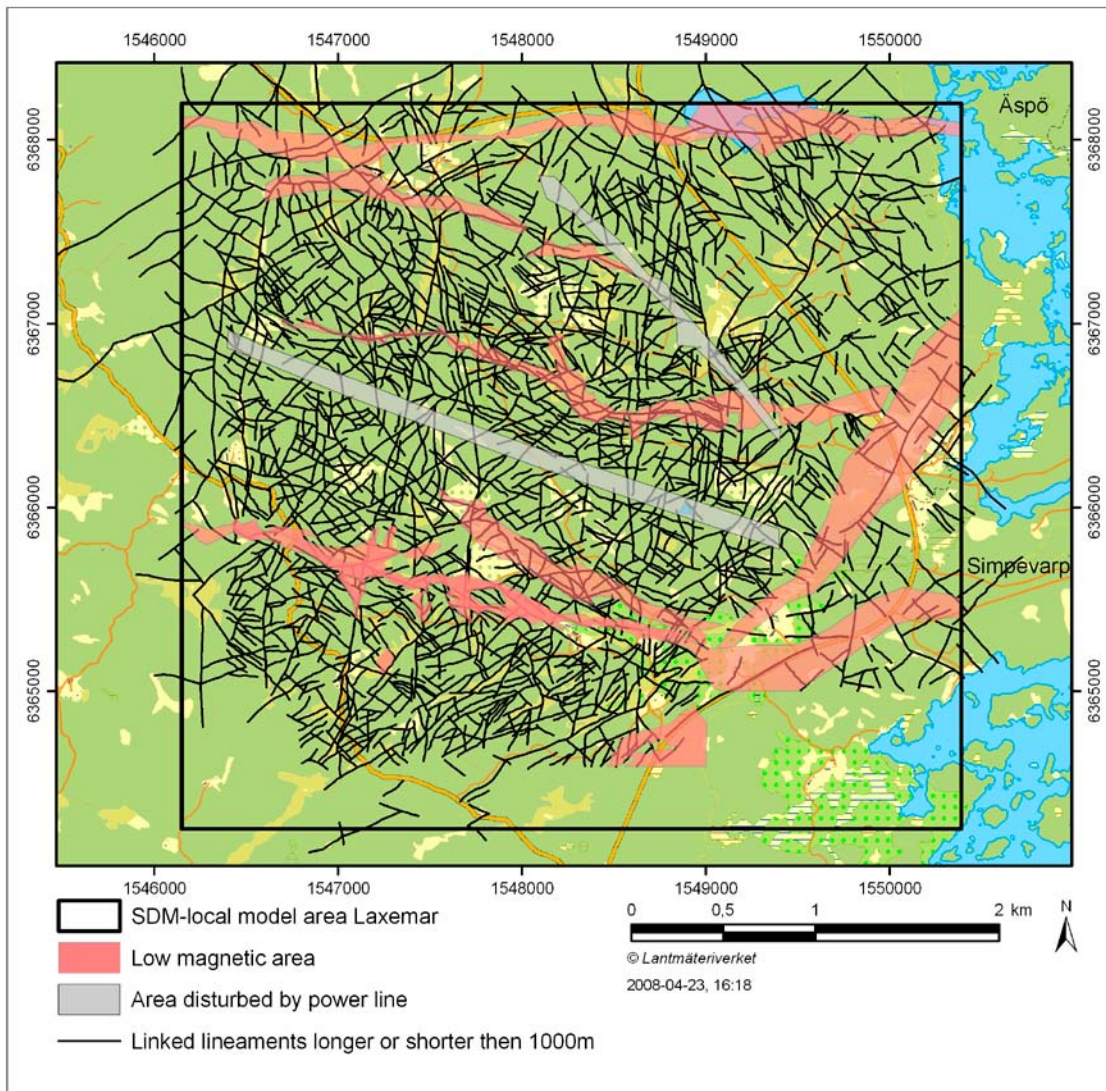 1546000 1547000 1548000 1549000 1550000
Äspö
6368000 6368000
6367000 6367000
6366000 6366000
Simpevarp
6365000 6365000
1546000 1547000 1548000 1549000 1550000
SDM-local model area Laxemar
Low magnetic area
Area disturbed by power line
Linked lineaments longer or shorter then 1000m
0 0,5 1 2 km
N
© Lantmäteriverket
2008-04-23, 16:18